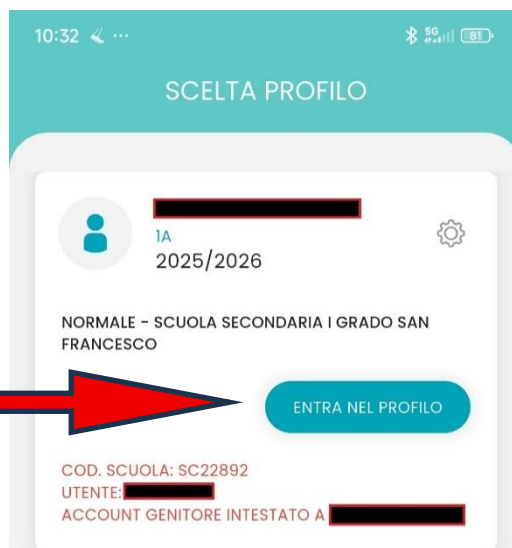 10:32 ...
5G 81
SCELTA PROFILO
1A
2025/2026
NORMALE - SCUOLA SECONDARIA I GRADO SAN
FRANCESCO
ENTRA NEL PROFILO
COD. SCUOLA: SC22892
UTENTE:
ACCOUNT GENITORE INTESTATO A